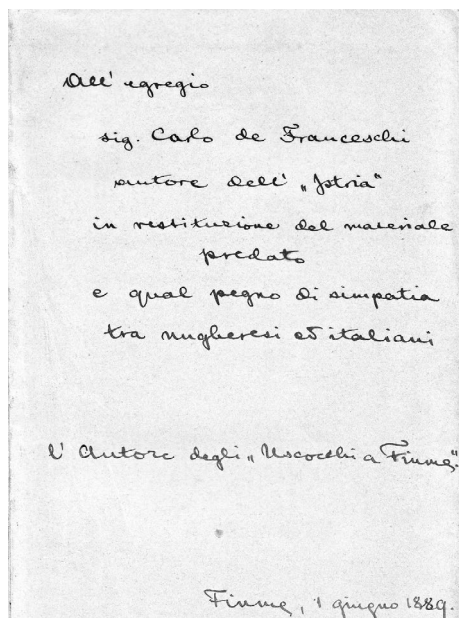 All' egregio
sig. Carlo de Franceschi
autore dell' „Istria"
in restituzione del materiale
predato
e qual pegno di simpatia
tra ungheresi ed italiani
l' Autore degli „Uscocchi a Fiume".
Fiume, 1 giugno 1889.